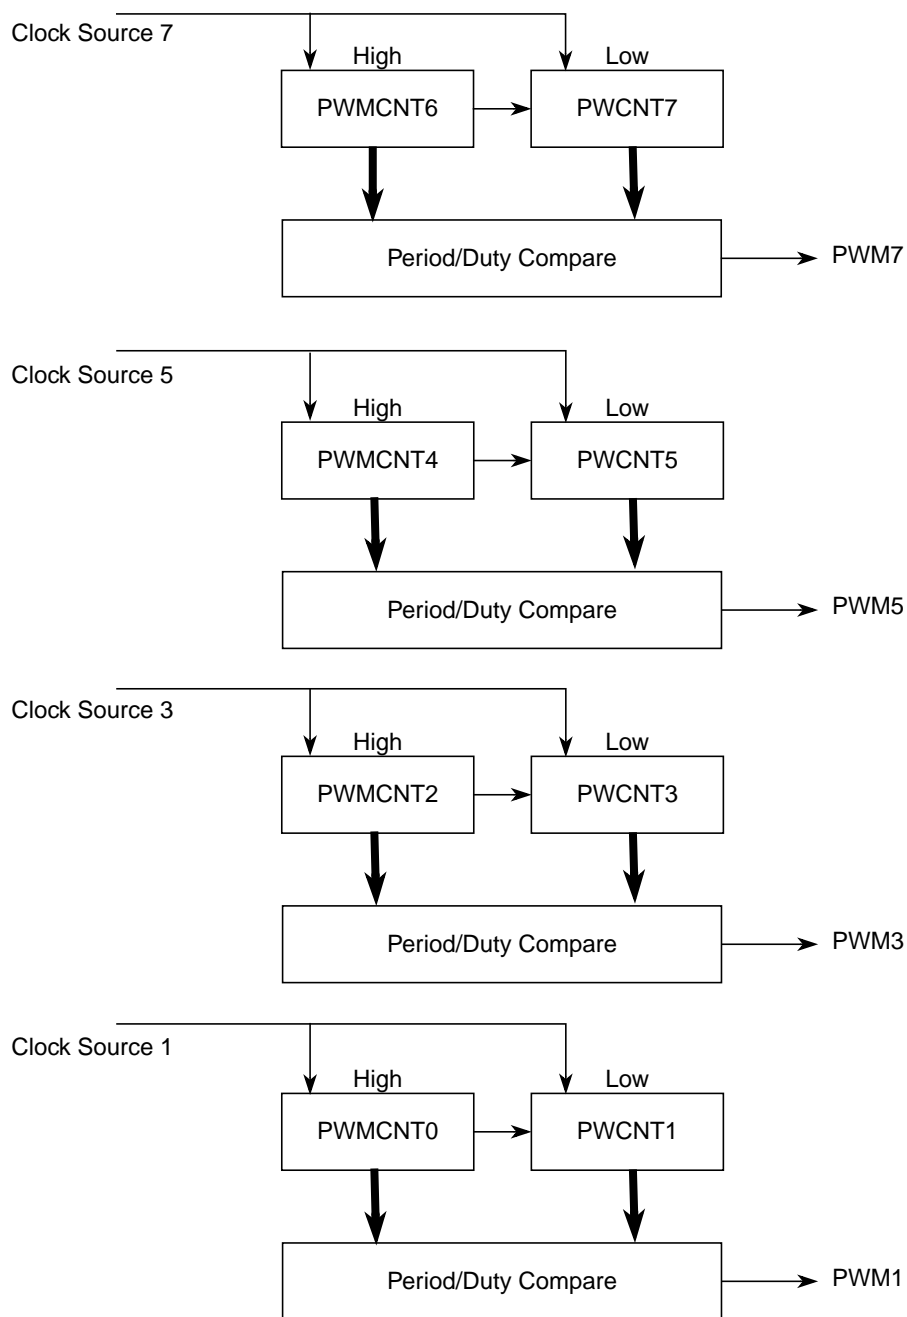 Clock Source 7
High
Low
PWMCNT6
PWCNT7
Period/Duty Compare
PWM7
Clock Source 5
High
Low
PWMCNT4
PWCNT5
Period/Duty Compare
PWM5
Clock Source 3
High
Low
PWMCNT2
PWCNT3
Period/Duty Compare
PWM3
Clock Source 1
High
Low
PWMCNT0
PWCNT1
Period/Duty Compare
PWM1